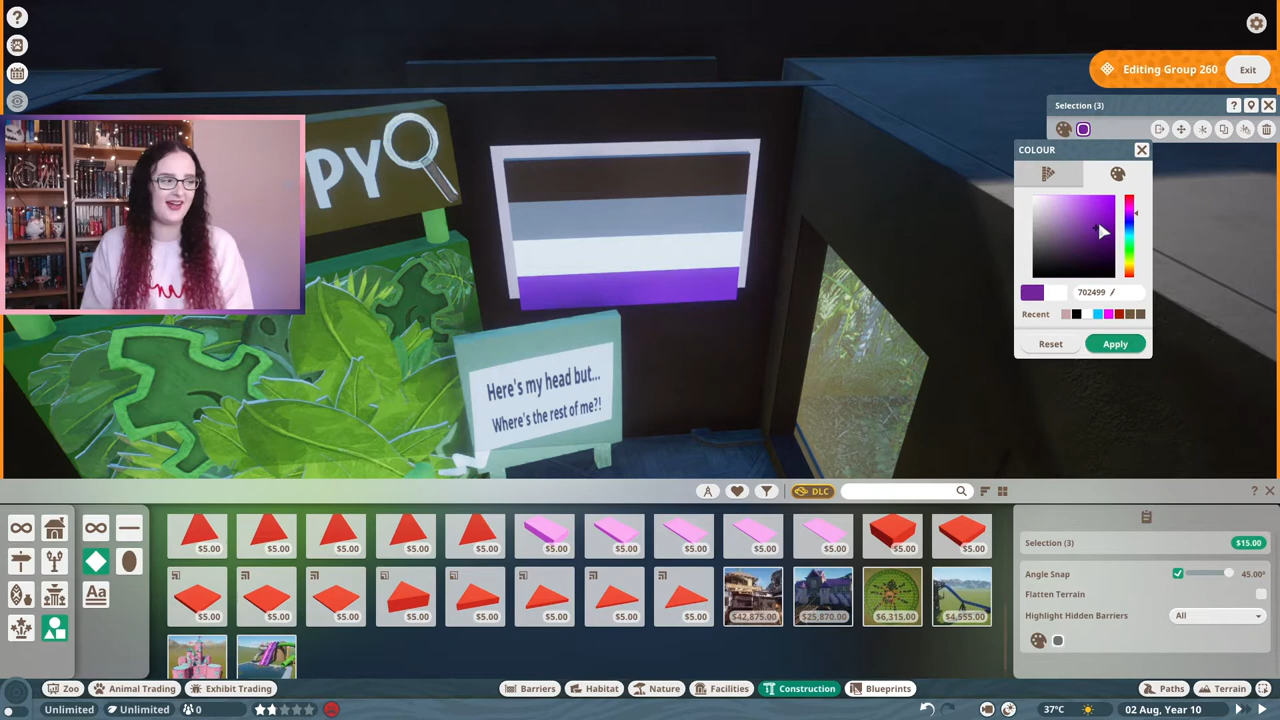 Editing Group 260
Exit
Selection (3)
COLOUR
702499 /
Recent
Reset
Apply
PY
Here's my head but...
Where's the rest of me?!
DLC
$5.00 $5.00 $5.00 $5.00 $5.00 $5.00 $5.00 $5.00 $5.00 $5.00 $5.00 $5.00
$5.00 $5.00 $5.00 $5.00 $5.00 $5.00 $5.00 $5.00 $42,875.00 $25,870.00 $6,315.00 $4,555.00
Aa
Selection (3)
$15.00
Angle Snap
45.00°
Flatten Terrain
Highlight Hidden Barriers
All
Zoo
Animal Trading
Exhibit Trading
Barriers
Habitat
Nature
Facilities
Construction
Blueprints
Paths
Terrain
Unlimited
Unlimited
0
37°C
02 Aug, Year 10